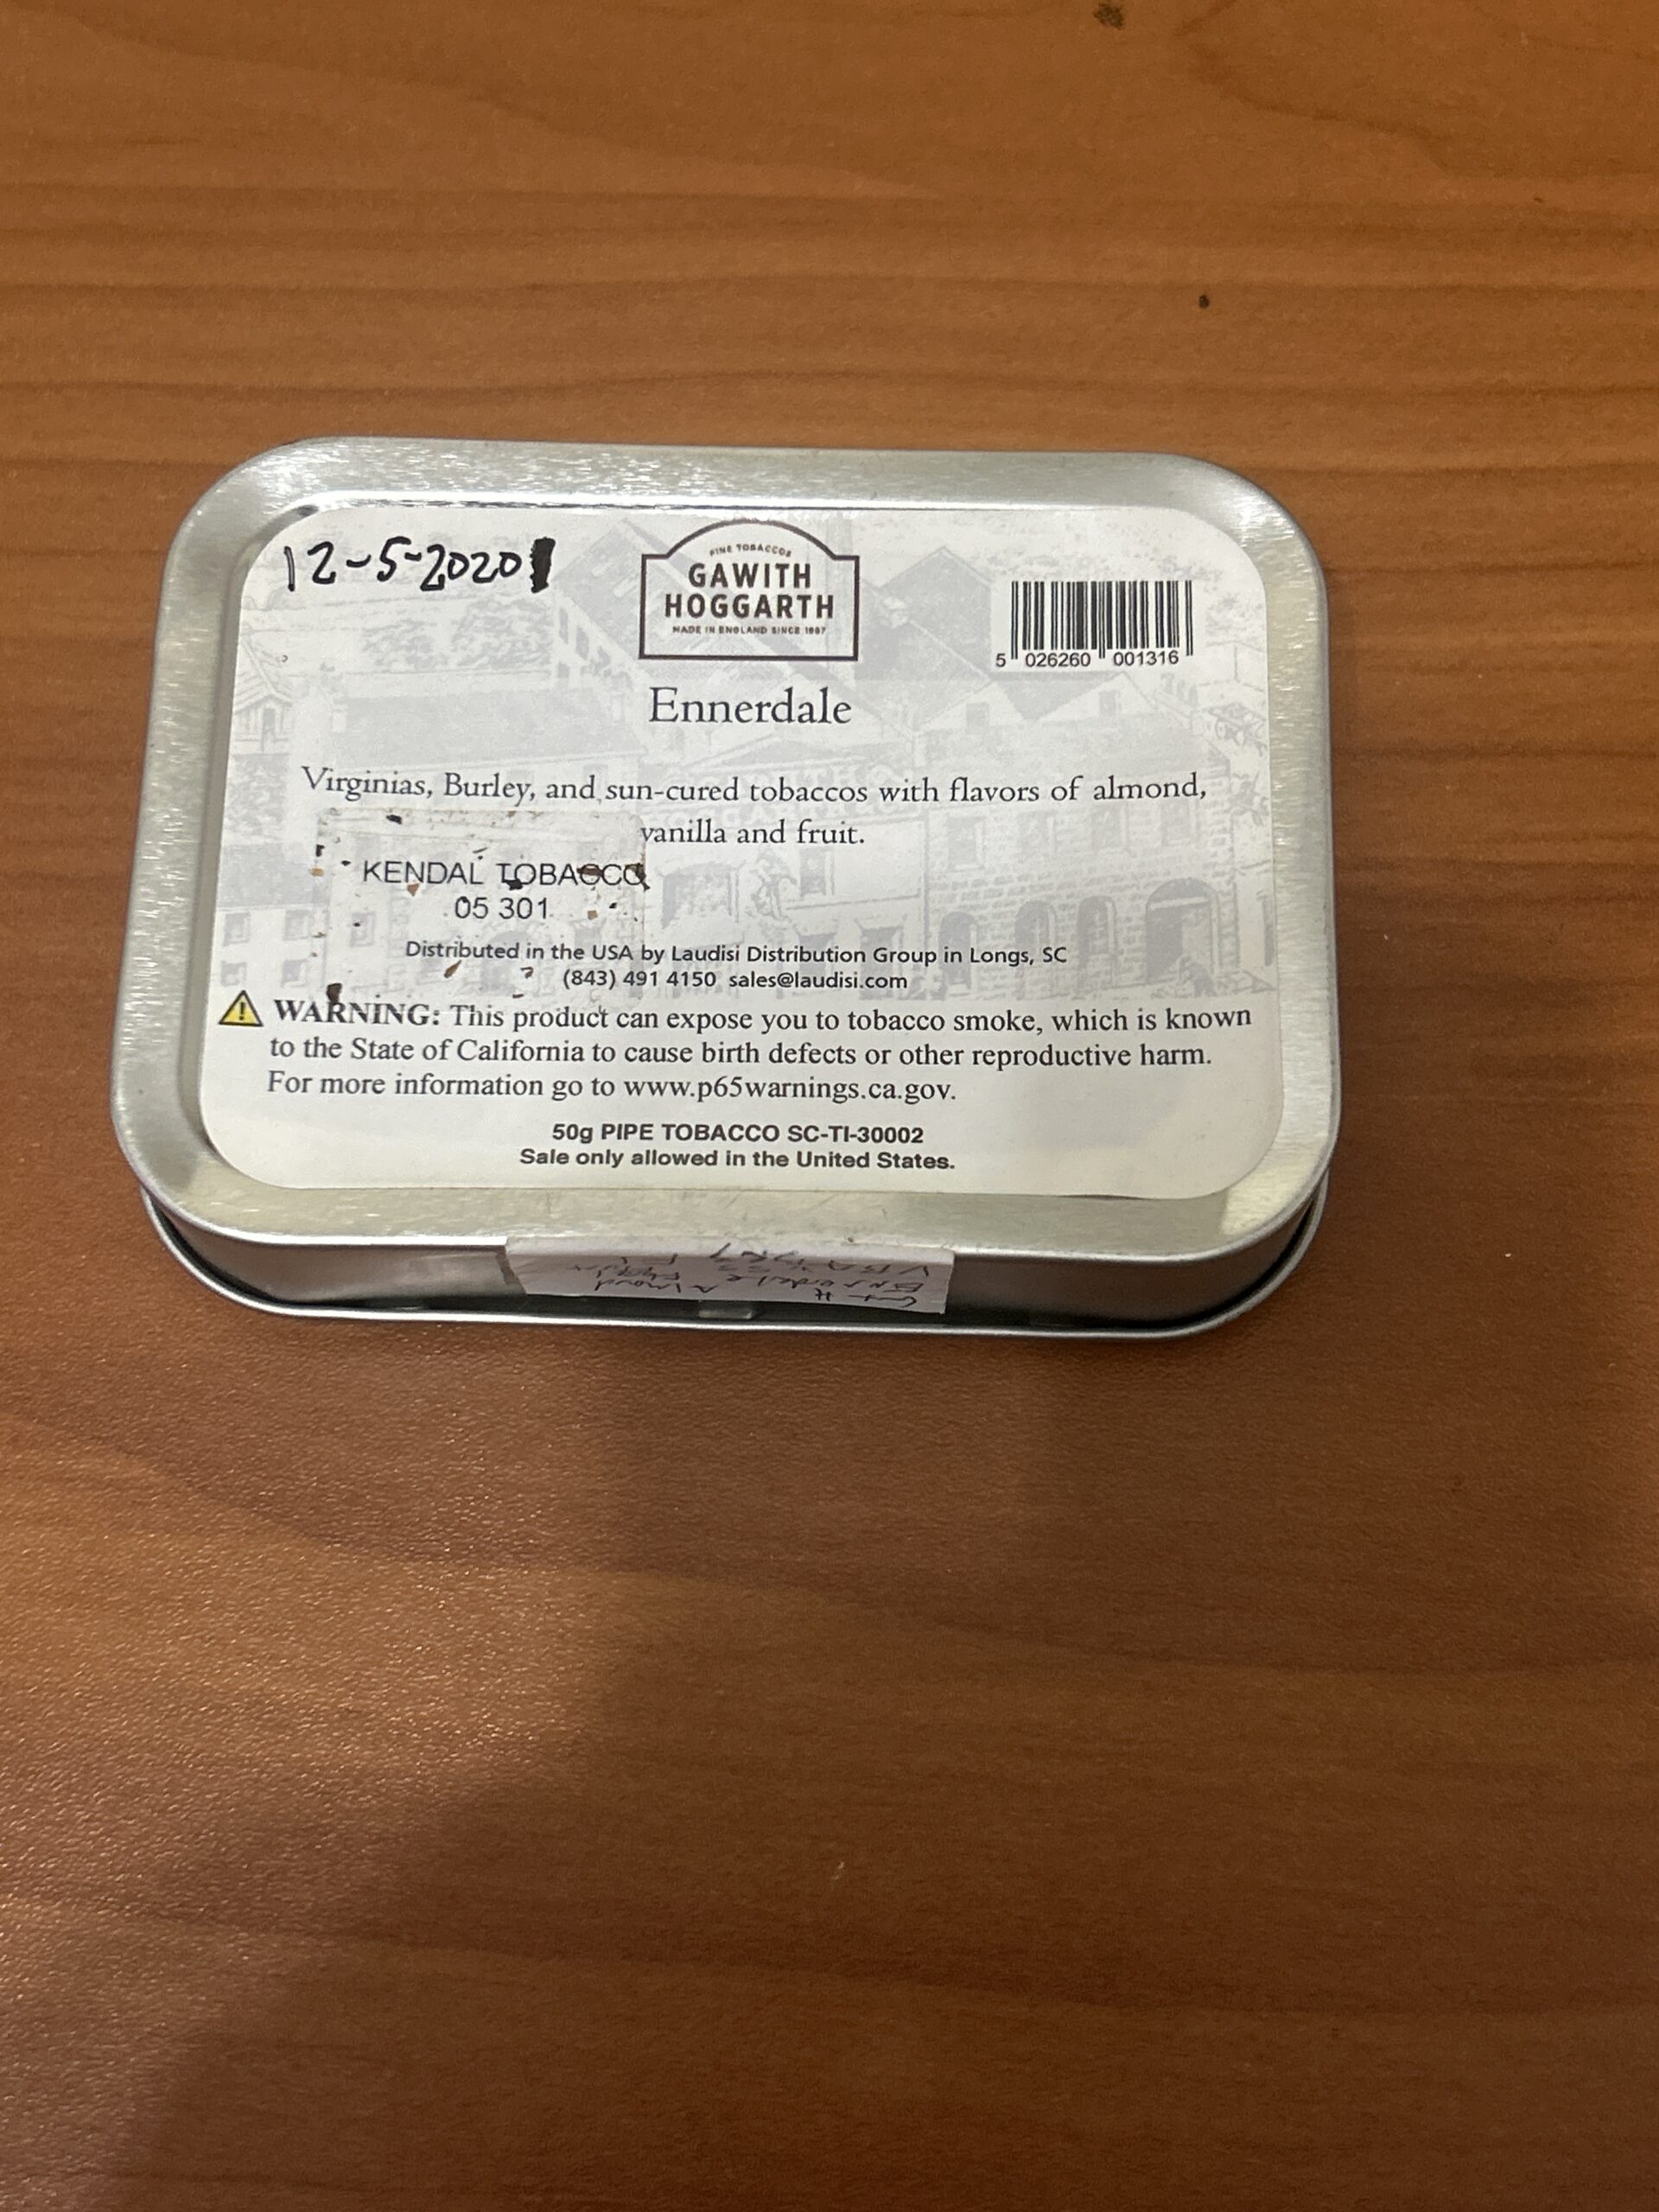 12-5-2020
FINE TOBACCOS
GAWITH
HOGGARTH
MADE IN ENGLAND SINCE 1887
5 026260 001316
Ennerdale
Virginias, Burley, and sun-cured tobaccos with flavors of almond,
vanilla and fruit.
KENDAL TOBACCO
05 301
Distributed in the USA by Laudisi Distribution Group in Longs, SC
(843) 491 4150 sales@laudisi.com
WARNING: This product can expose you to tobacco smoke, which is known
to the State of California to cause birth defects or other reproductive harm.
For more information go to www.p65warnings.ca.gov.
50g PIPE TOBACCO SC-TI-30002
Sale only allowed in the United States.
Ennerdale